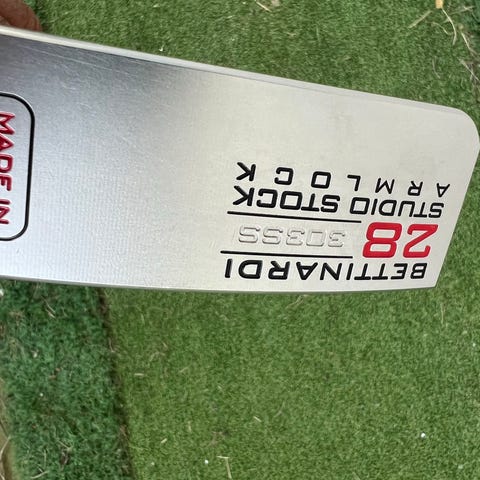 BETTINARDI
28 303SS
STUDIO STOCK
ARMLOCK
MADE IN